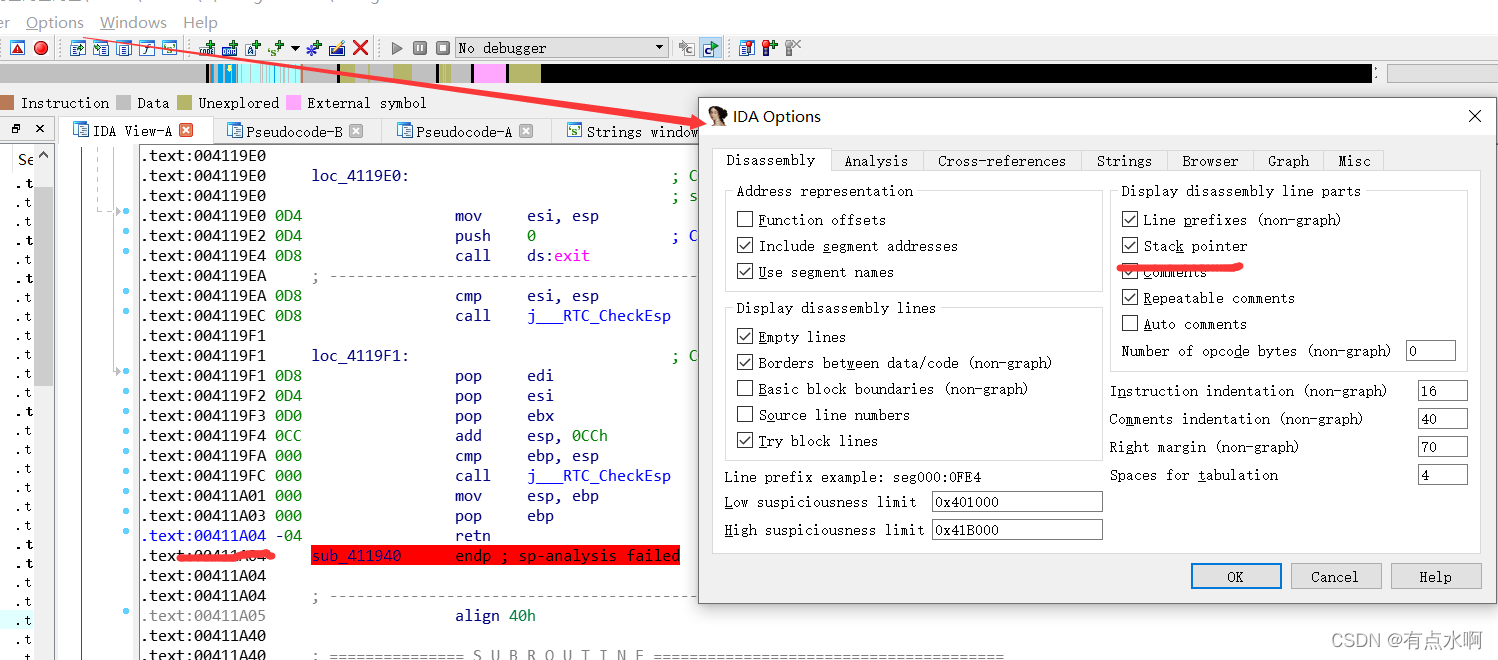 er Options Windows Help
No debugger
Instruction Data Unexplored External symbol
IDA View-A Pseudocode-B Pseudocode-A Strings window
Se
.text:004119E0
.text:004119E0 loc_4119E0: ; C
.text:004119E0 ; s
.text:004119E0 0D4 mov esi, esp
.text:004119E2 0D4 push 0 ; C
.text:004119E4 0D8 call ds:exit
.text:004119EA ; ---------------------------------------
.text:004119EA 0D8 cmp esi, esp
.text:004119EC 0D8 call j___RTC_CheckEsp
.text:004119F1
.text:004119F1 loc_4119F1: ; C
.text:004119F1 0D8 pop edi
.text:004119F2 0D4 pop esi
.text:004119F3 0D0 pop ebx
.text:004119F4 0CC add esp, 0CCh
.text:004119FA 000 cmp ebp, esp
.text:004119FC 000 call j___RTC_CheckEsp
.text:00411A01 000 mov esp, ebp
.text:00411A03 000 pop ebp
.text:00411A04 -04 retn
.text:00411A04 sub_411940 endp ; sp-analysis failed
.text:00411A04
.text:00411A04 ; ---------------------------------------
.text:00411A05 align 40h
.text:00411A40
.text:00411A40 ; =============== S U B R O U T I N E =======================================
IDA Options
Disassembly Analysis Cross-references Strings Browser Graph Misc
Address representation
Function offsets
Include segment addresses
Use segment names
Display disassembly lines
Empty lines
Borders between data/code (non-graph)
Basic block boundaries (non-graph)
Source line numbers
Try block lines
Line prefix example: seg000:0FE4
Low suspiciousness limit 0x401000
High suspiciousness limit 0x41B000
Display disassembly line parts
Line prefixes (non-graph)
Stack pointer
Comments
Repeatable comments
Auto comments
Number of opcode bytes (non-graph) 0
Instruction indentation (non-graph) 16
Comments indentation (non-graph) 40
Right margin (non-graph) 70
Spaces for tabulation 4
OK Cancel Help
CSDN @有点水啊